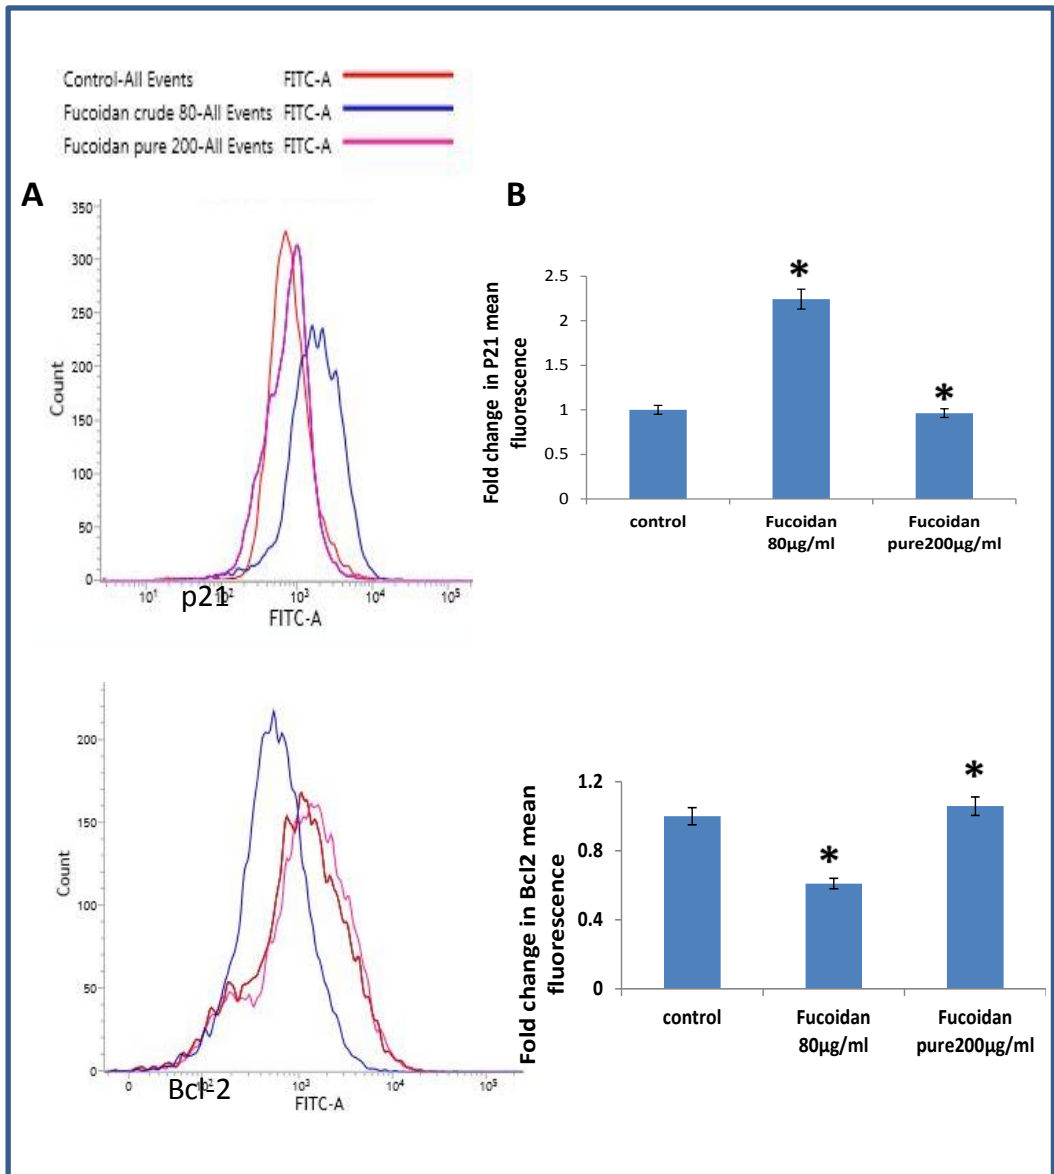 Control-All Events FITC-A
Fucoidan crude 80-All Events FITC-A
Fucoidan pure 200-All Events FITC-A
A
B
350
300
250
200
150
100
50
0
Count
10¹ 10² 10³ 10⁴ 10⁵
p21
FITC-A
Fold change in P21 mean
fluorescence
2.5
2
1.5
1
0.5
0
*
*
control
Fucoidan
80µg/ml
Fucoidan
pure200µg/ml
200
150
100
50
0
Count
0 10² 10³ 10⁴ 10⁵
Bcl-2
FITC-A
Fold change in Bcl2 mean
fluorescence
1.2
0.8
0.4
0
*
*
control
Fucoidan
80µg/ml
Fucoidan
pure200µg/ml